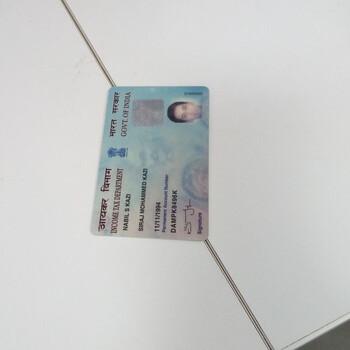 आयकर विभाग भारत सरकार
INCOME TAX DEPARTMENT GOVT. OF INDIA
NABIL S KAZI
SIRAJ MOHAMMED KAZI
11/11/1994
Permanent Account Number
DAMPK8496K
Signature